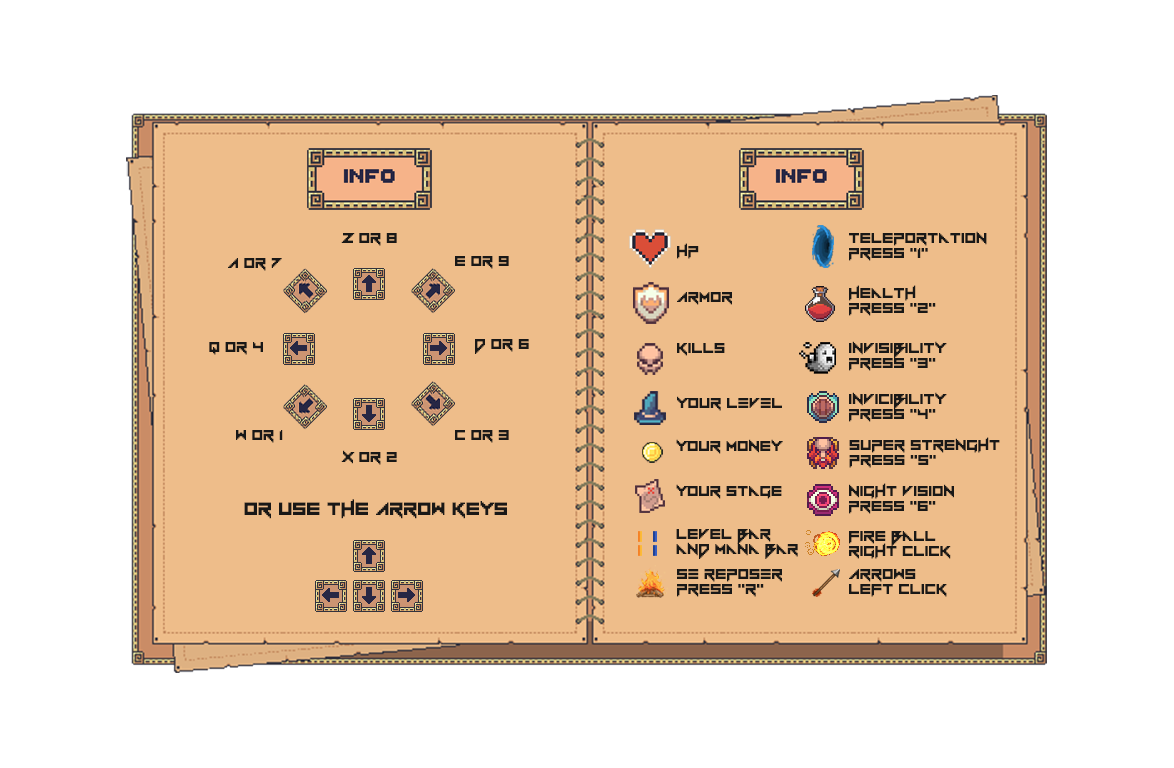 INFO
Z OR 8
A OR 7
E OR 9
Q OR 4
D OR 6
W OR 1
C OR 3
X OR 2
OR USE THE ARROW KEYS
INFO
HP
ARMOR
KILLS
YOUR LEVEL
YOUR MONEY
YOUR STAGE
LEVEL BAR
AND MANA BAR
SE REPOSER
PRESS "R"
TELEPORTATION
PRESS "1"
HEALTH
PRESS "2"
INVISIBILITY
PRESS "3"
INVICIBILITY
PRESS "4"
SUPER STRENGHT
PRESS "5"
NIGHT VISION
PRESS "6"
FIRE BALL
RIGHT CLICK
ARROWS
LEFT CLICK